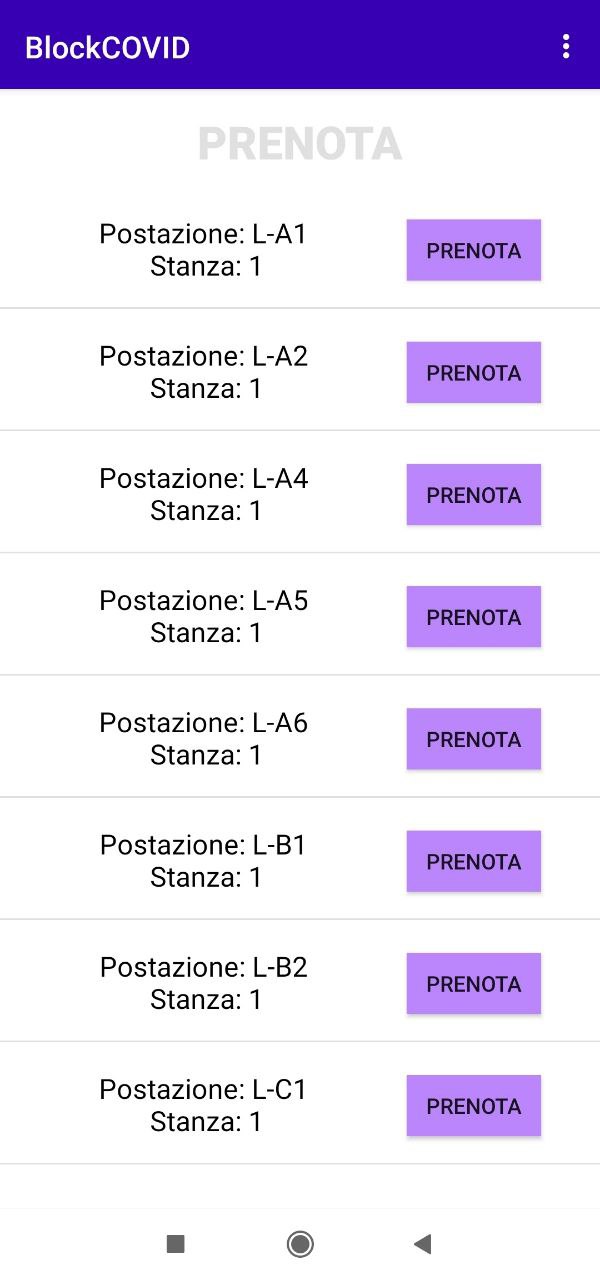 BlockCOVID
PRENOTA
Postazione: L-A1
Stanza: 1
PRENOTA
Postazione: L-A2
Stanza: 1
PRENOTA
Postazione: L-A4
Stanza: 1
PRENOTA
Postazione: L-A5
Stanza: 1
PRENOTA
Postazione: L-A6
Stanza: 1
PRENOTA
Postazione: L-B1
Stanza: 1
PRENOTA
Postazione: L-B2
Stanza: 1
PRENOTA
Postazione: L-C1
Stanza: 1
PRENOTA